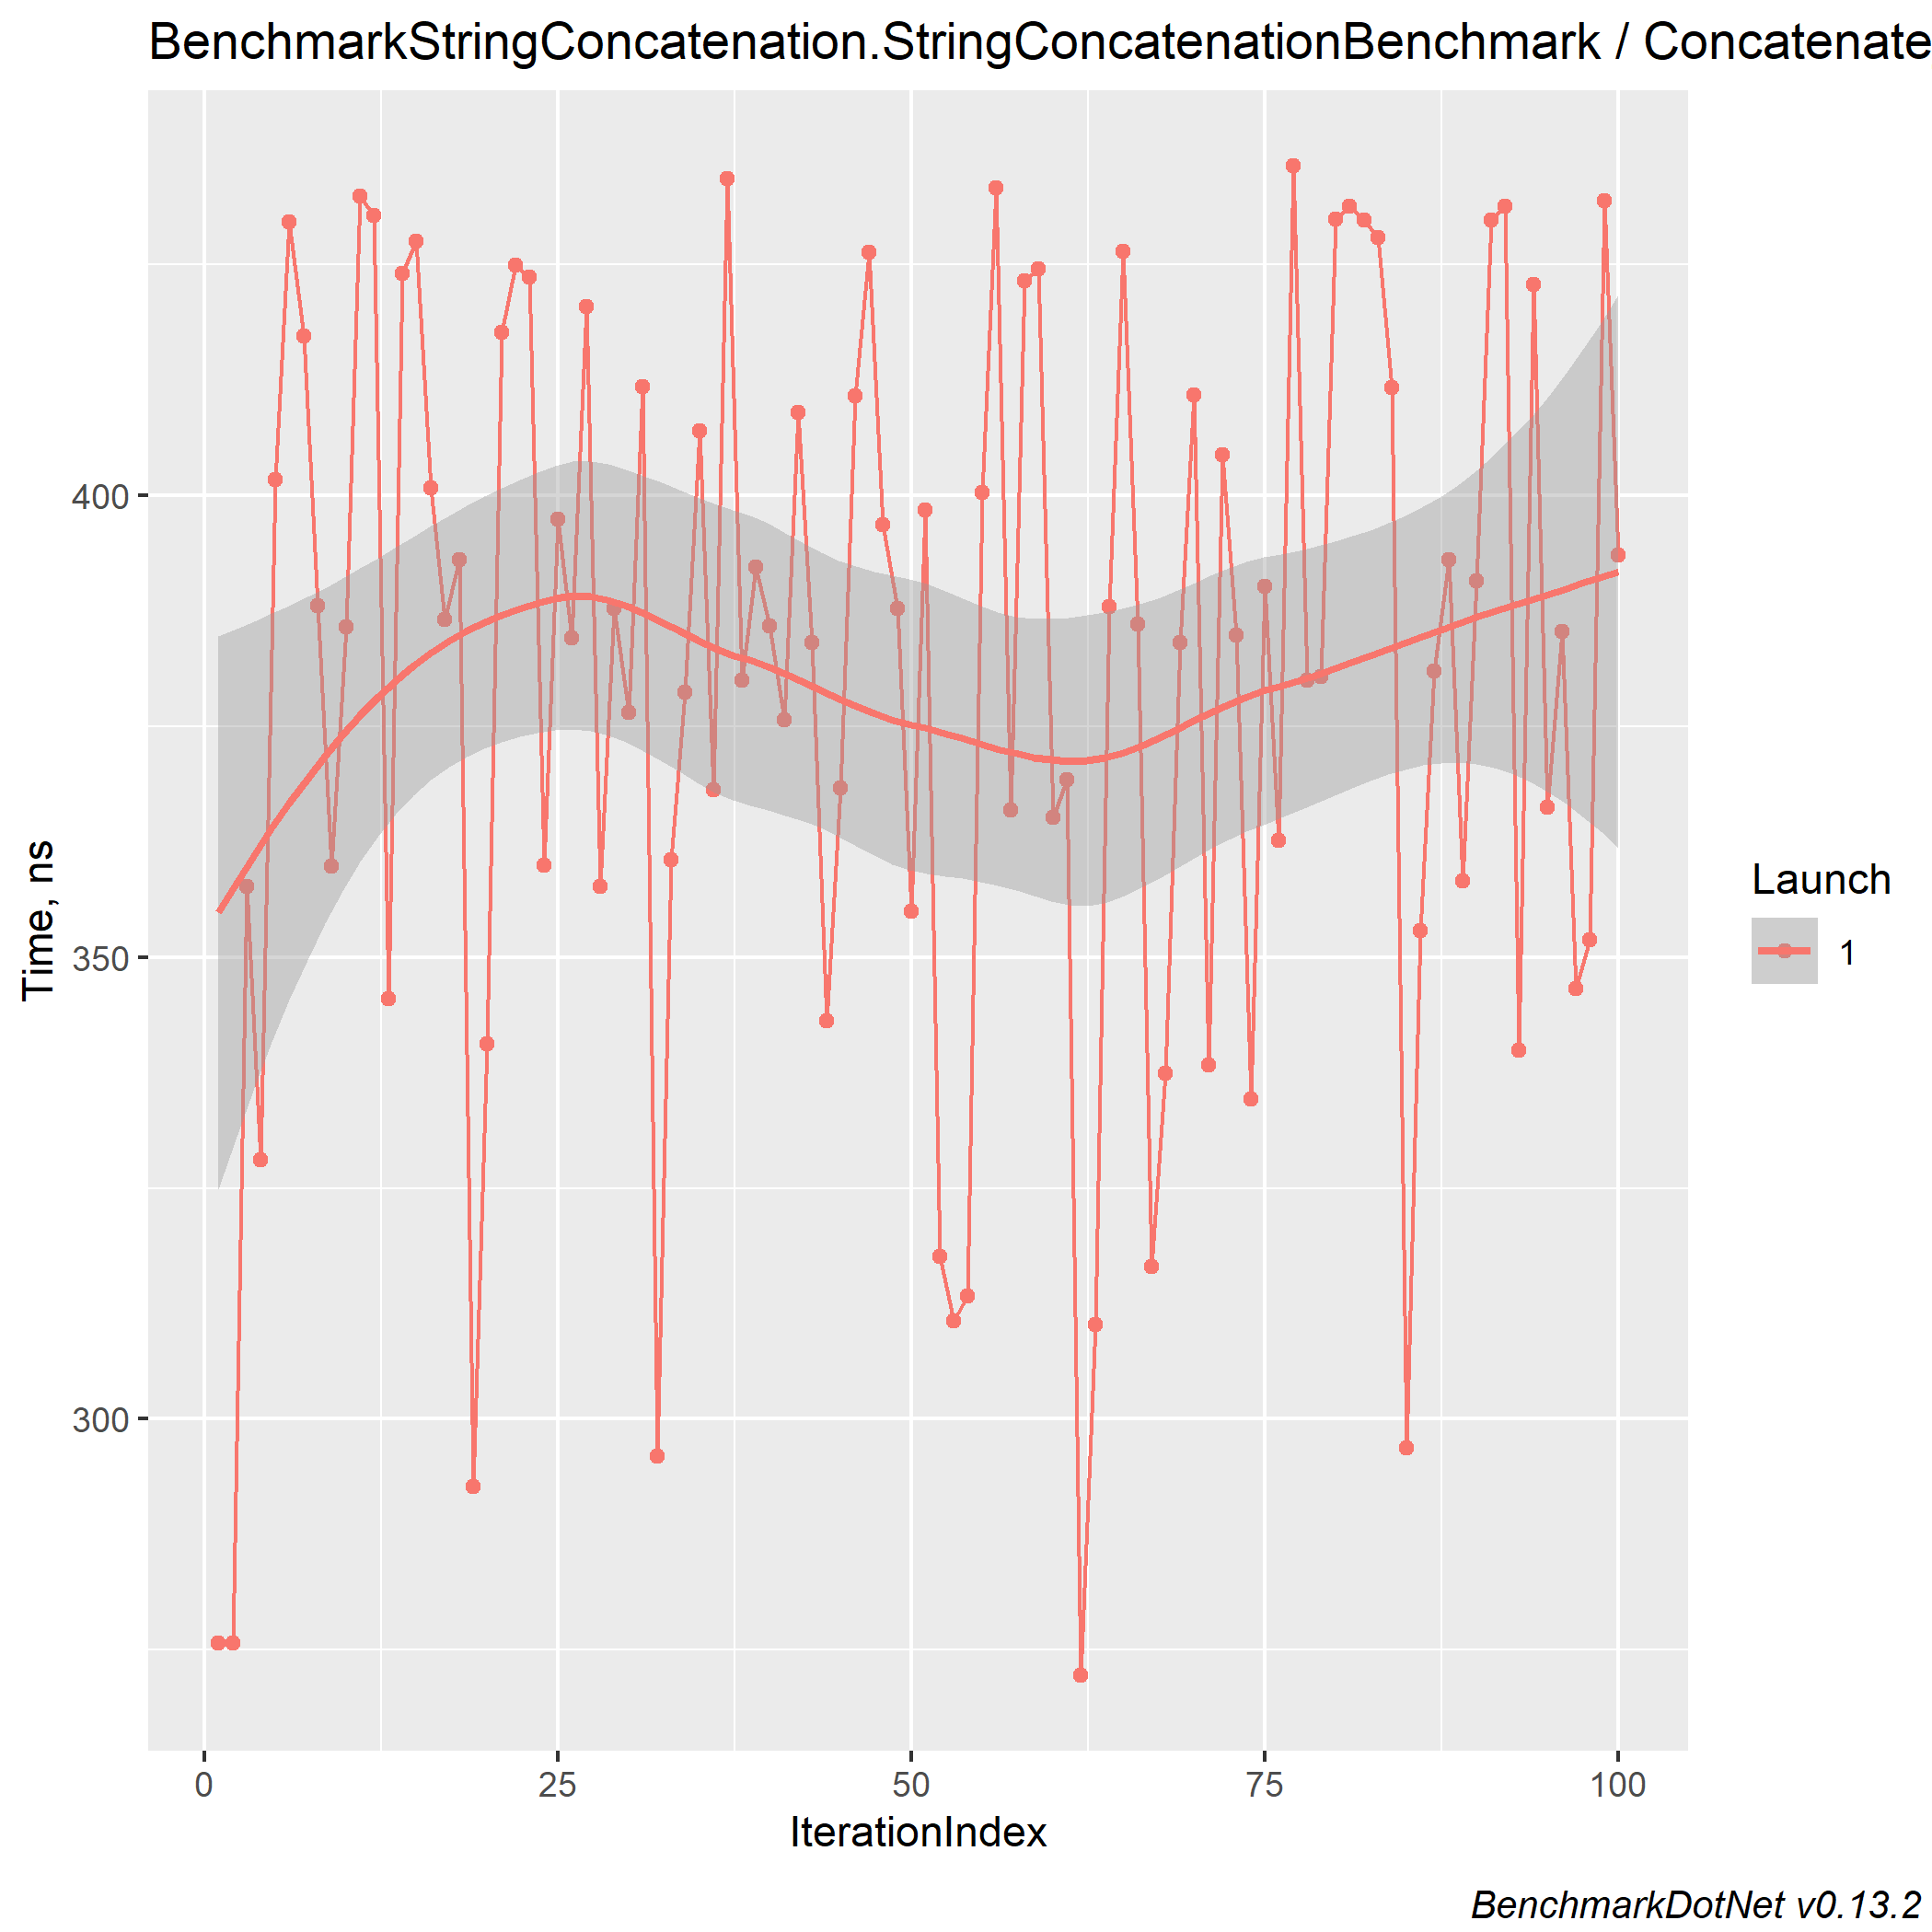 BenchmarkStringConcatenation.StringConcatenationBenchmark / Concatenate
Time, ns
400
350
300
0 25 50 75 100
IterationIndex
Launch
1
BenchmarkDotNet v0.13.2